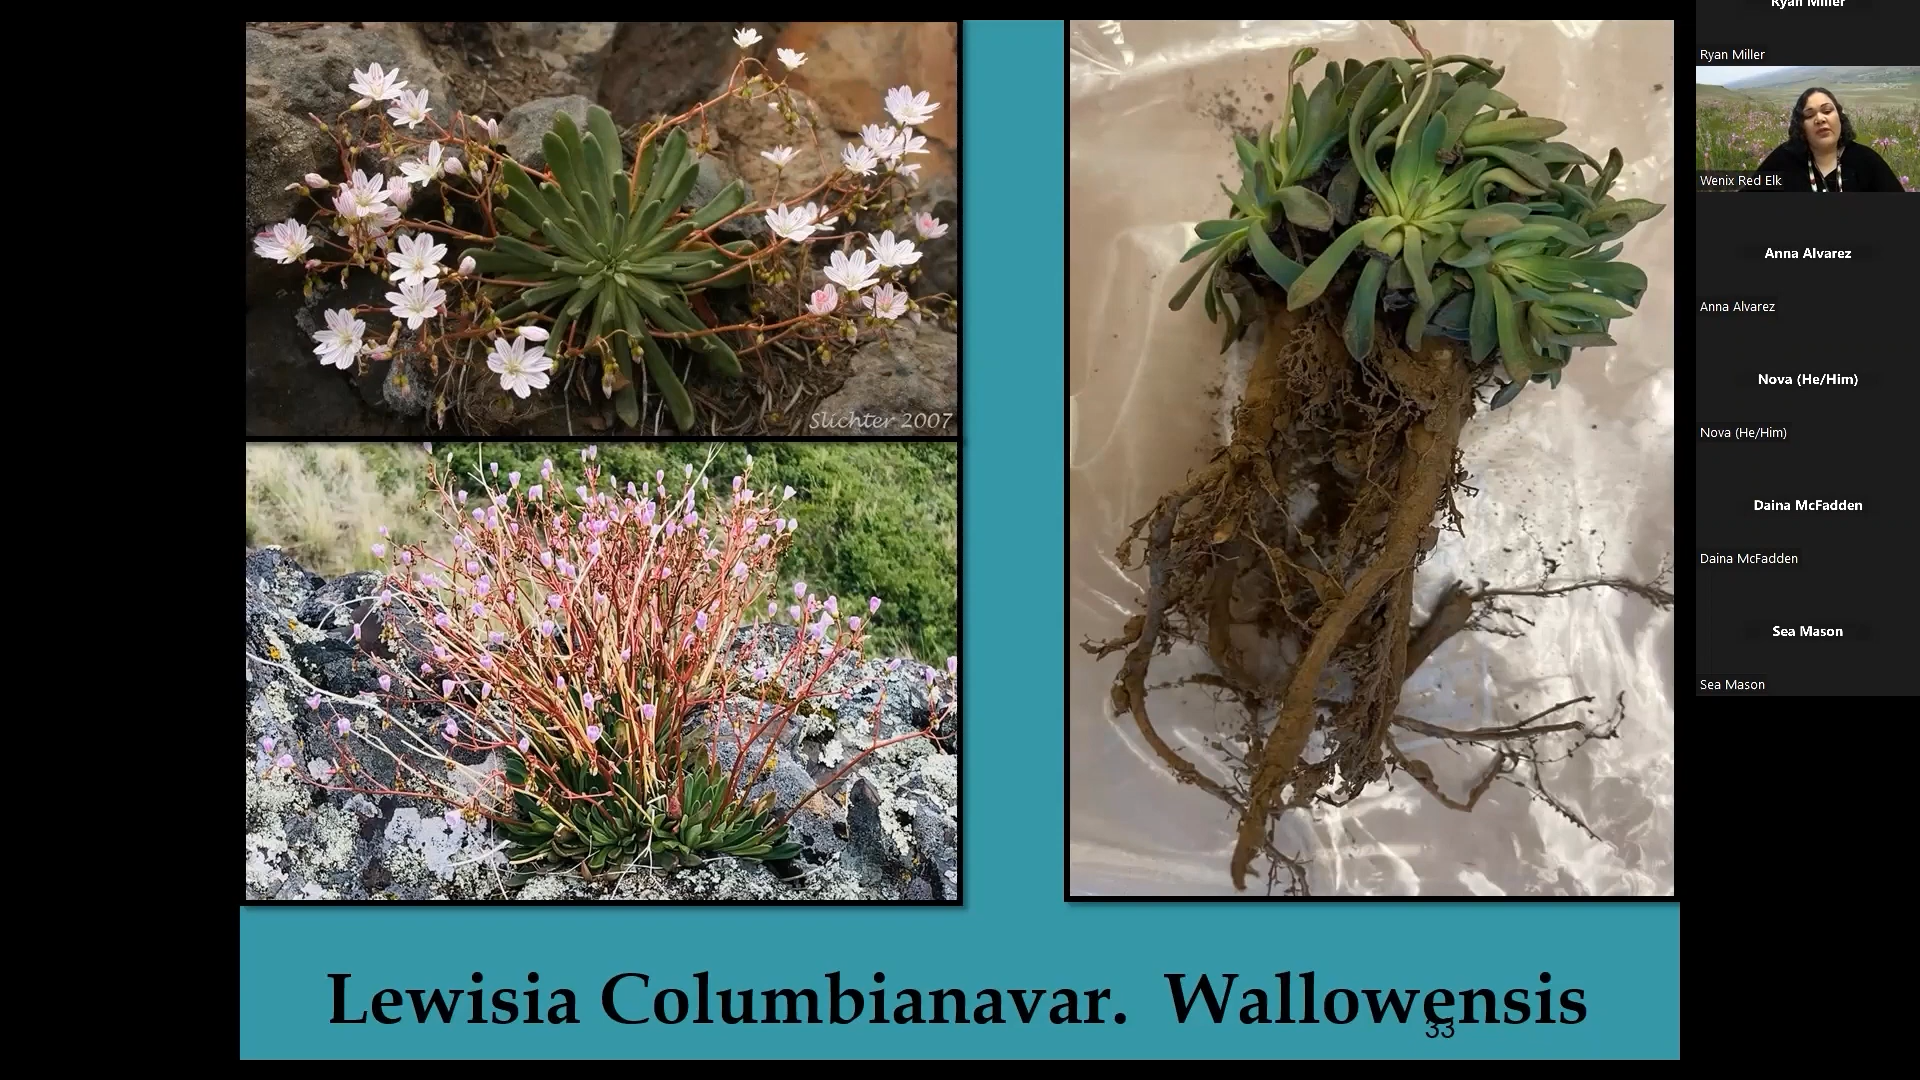 Slichter 2007
Lewisia Columbianavar. Wallowensis
33
Ryan Miller
Ryan Miller
Wenix Red Elk
Anna Alvarez
Anna Alvarez
Nova (He/Him)
Nova (He/Him)
Daina McFadden
Daina McFadden
Sea Mason
Sea Mason